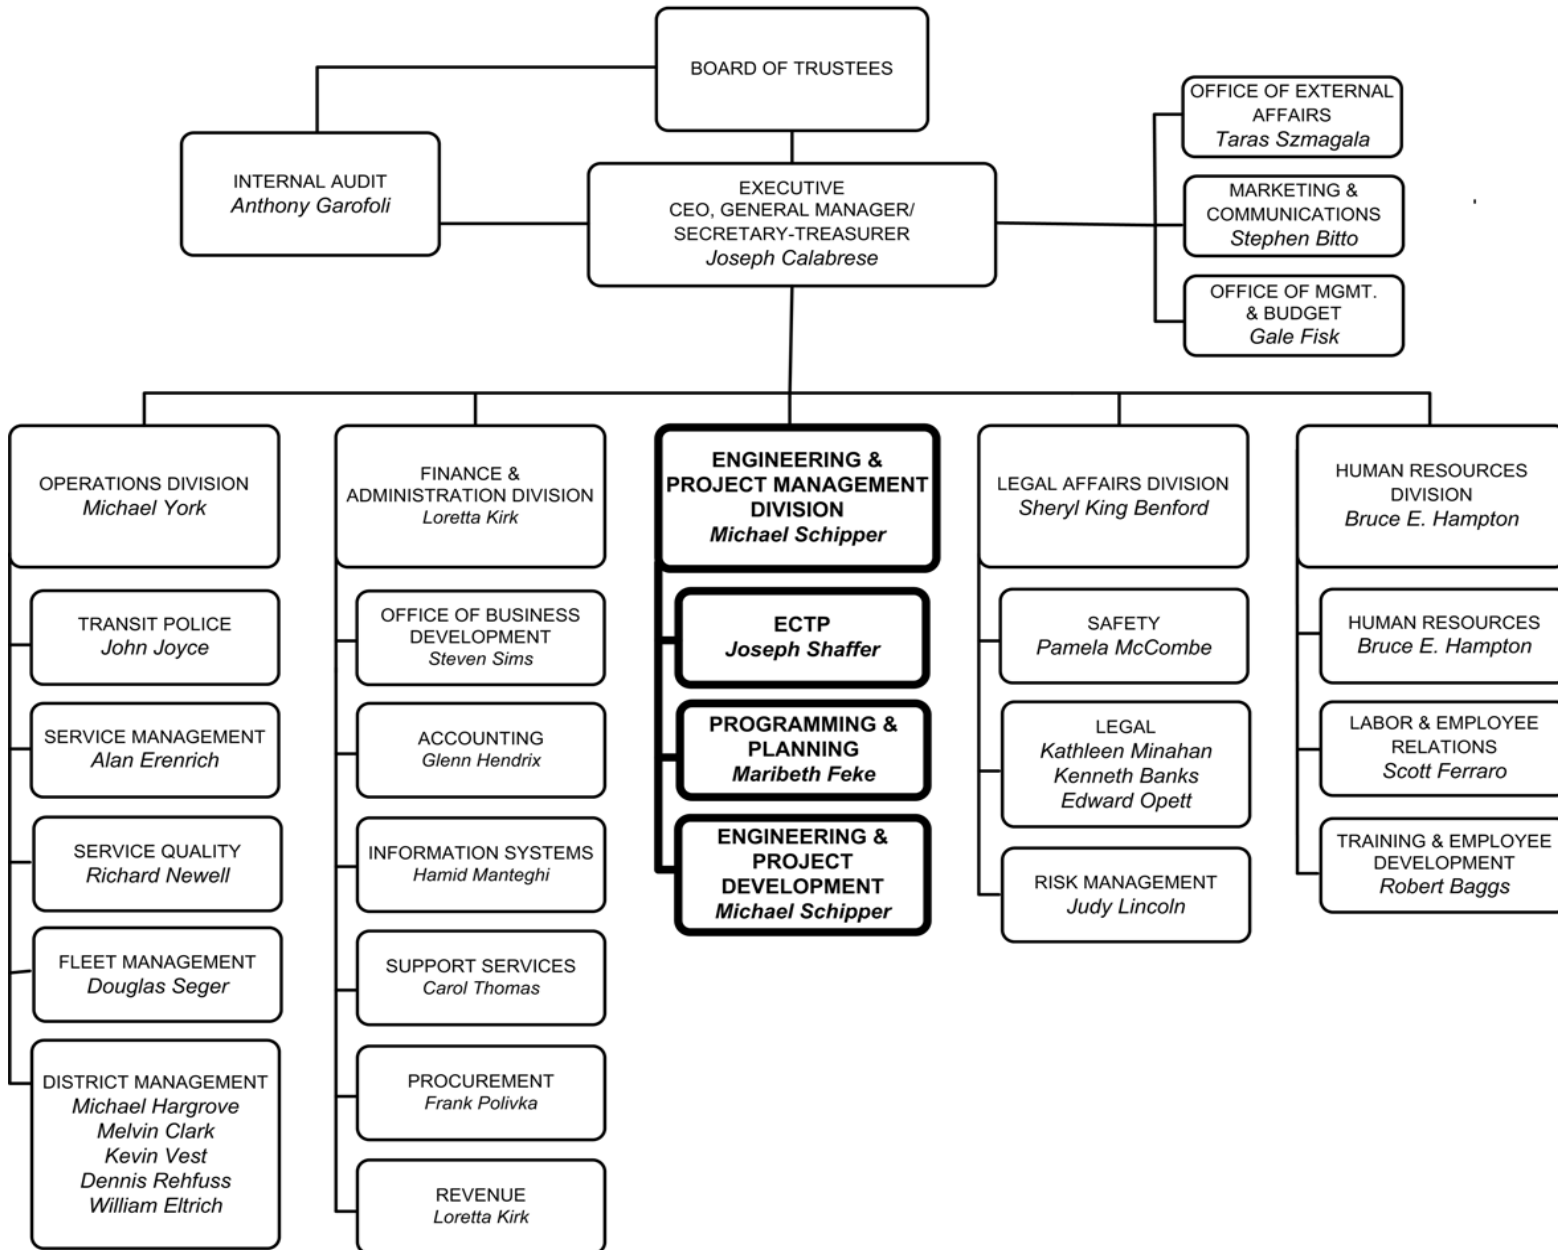 BOARD OF TRUSTEES
INTERNAL AUDIT
Anthony Garofoli
EXECUTIVE
CEO, GENERAL MANAGER/
SECRETARY-TREASURER
Joseph Calabrese
OFFICE OF EXTERNAL
AFFAIRS
Taras Szmagala
MARKETING &
COMMUNICATIONS
Stephen Bitto
OFFICE OF MGMT.
& BUDGET
Gale Fisk
OPERATIONS DIVISION
Michael York
TRANSIT POLICE
John Joyce
SERVICE MANAGEMENT
Alan Erenrich
SERVICE QUALITY
Richard Newell
FLEET MANAGEMENT
Douglas Seger
DISTRICT MANAGEMENT
Michael Hargrove
Melvin Clark
Kevin Vest
Dennis Rehfuss
William Eltrich
FINANCE &
ADMINISTRATION DIVISION
Loretta Kirk
OFFICE OF BUSINESS
DEVELOPMENT
Steven Sims
ACCOUNTING
Glenn Hendrix
INFORMATION SYSTEMS
Hamid Manteghi
SUPPORT SERVICES
Carol Thomas
PROCUREMENT
Frank Polivka
REVENUE
Loretta Kirk
ENGINEERING &
PROJECT MANAGEMENT
DIVISION
Michael Schipper
ECTP
Joseph Shaffer
PROGRAMMING &
PLANNING
Maribeth Feke
ENGINEERING &
PROJECT
DEVELOPMENT
Michael Schipper
LEGAL AFFAIRS DIVISION
Sheryl King Benford
SAFETY
Pamela McCombe
LEGAL
Kathleen Minahan
Kenneth Banks
Edward Opett
RISK MANAGEMENT
Judy Lincoln
HUMAN RESOURCES
DIVISION
Bruce E. Hampton
HUMAN RESOURCES
Bruce E. Hampton
LABOR & EMPLOYEE
RELATIONS
Scott Ferraro
TRAINING & EMPLOYEE
DEVELOPMENT
Robert Baggs